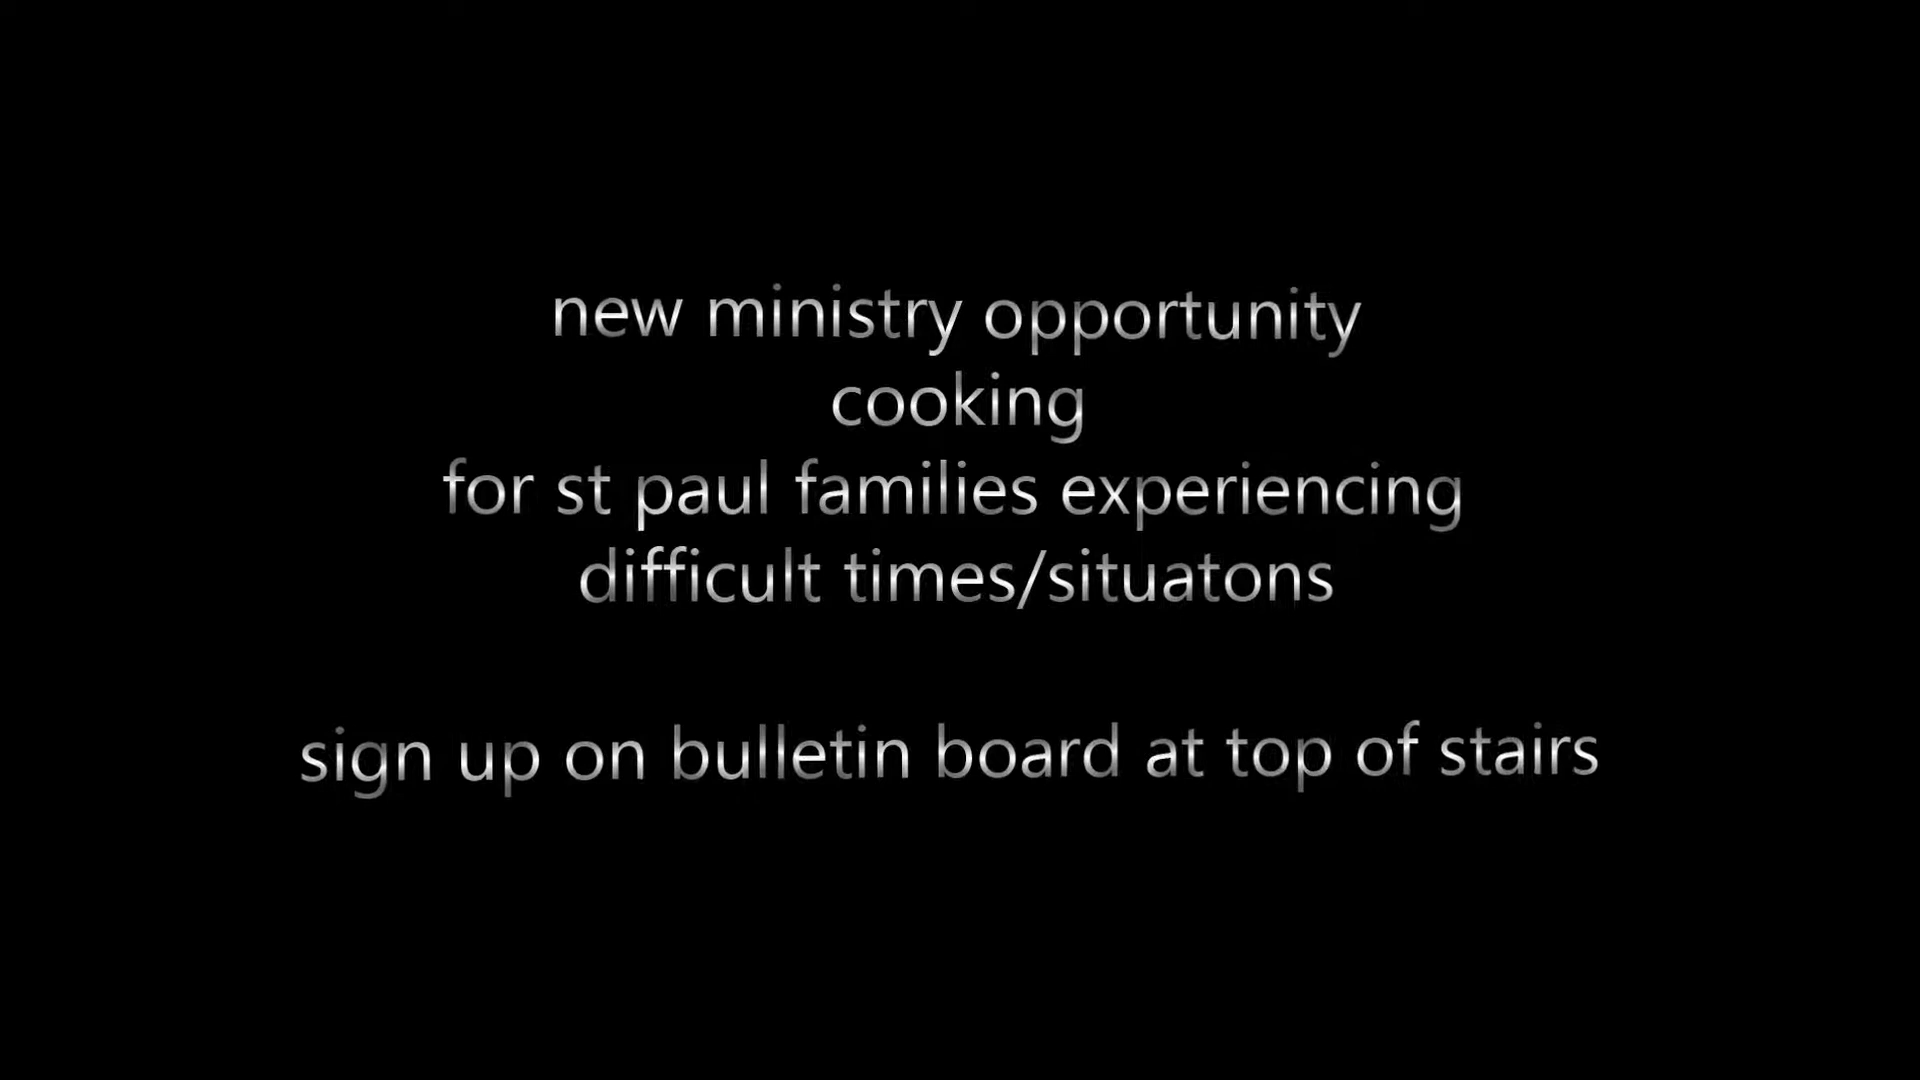 new ministry opportunity
cooking
for st paul families experiencing
difficult times/situatons
sign up on bulletin board at top of stairs